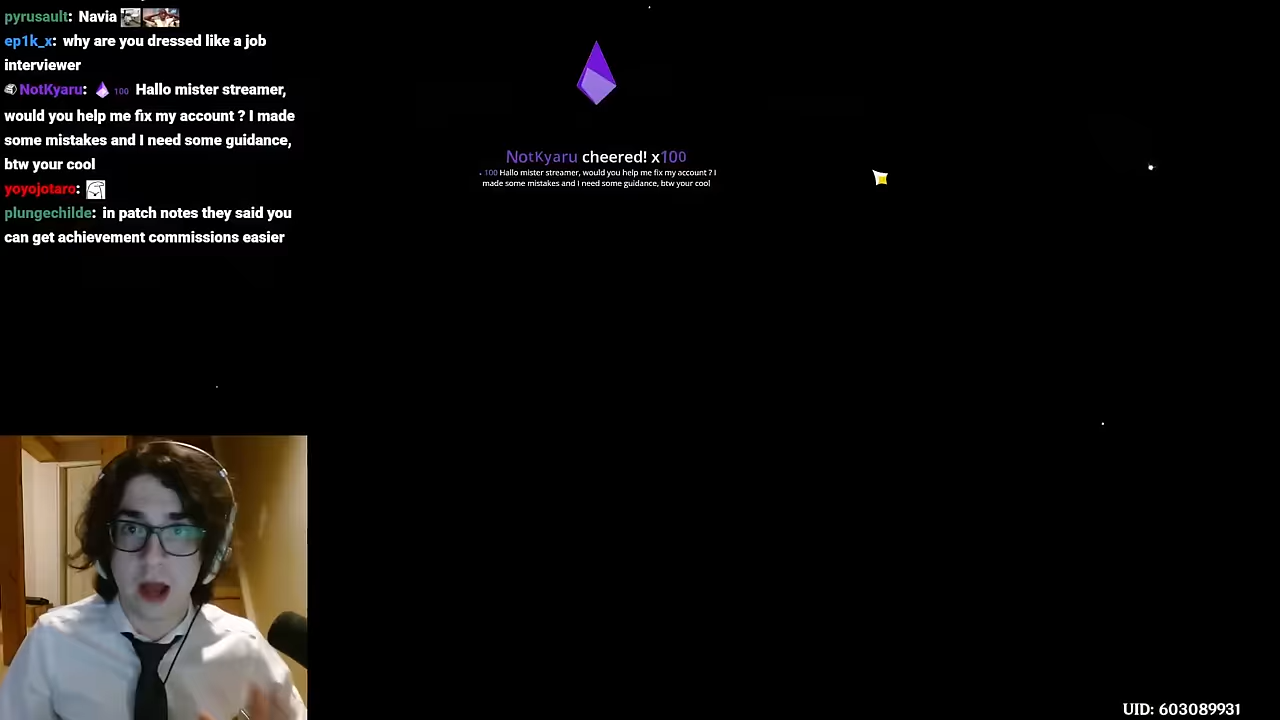 pyrusault: Navia
ep1k_x: why are you dressed like a job
interviewer
NotKyaru: 100 Hallo mister streamer,
would you help me fix my account ? I made
some mistakes and I need some guidance,
btw your cool
yoyojotaro:
plungechilde: in patch notes they said you
can get achievement commissions easier
NotKyaru cheered! x100
100 Hallo mister streamer, would you help me fix my account ? I
made some mistakes and I need some guidance, btw your cool
UID: 603089931